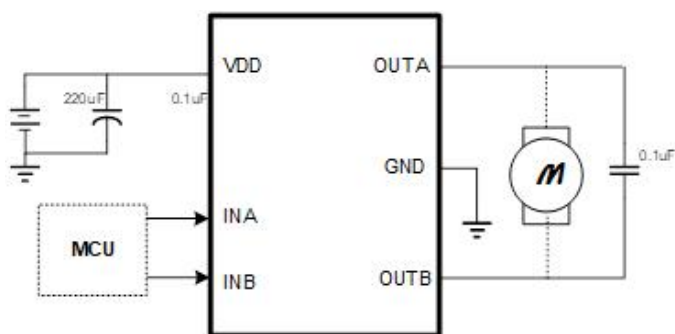 VDD
OUTA
220uF
0.1uF
GND
M
0.1uF
MCU
INA
INB
OUTB